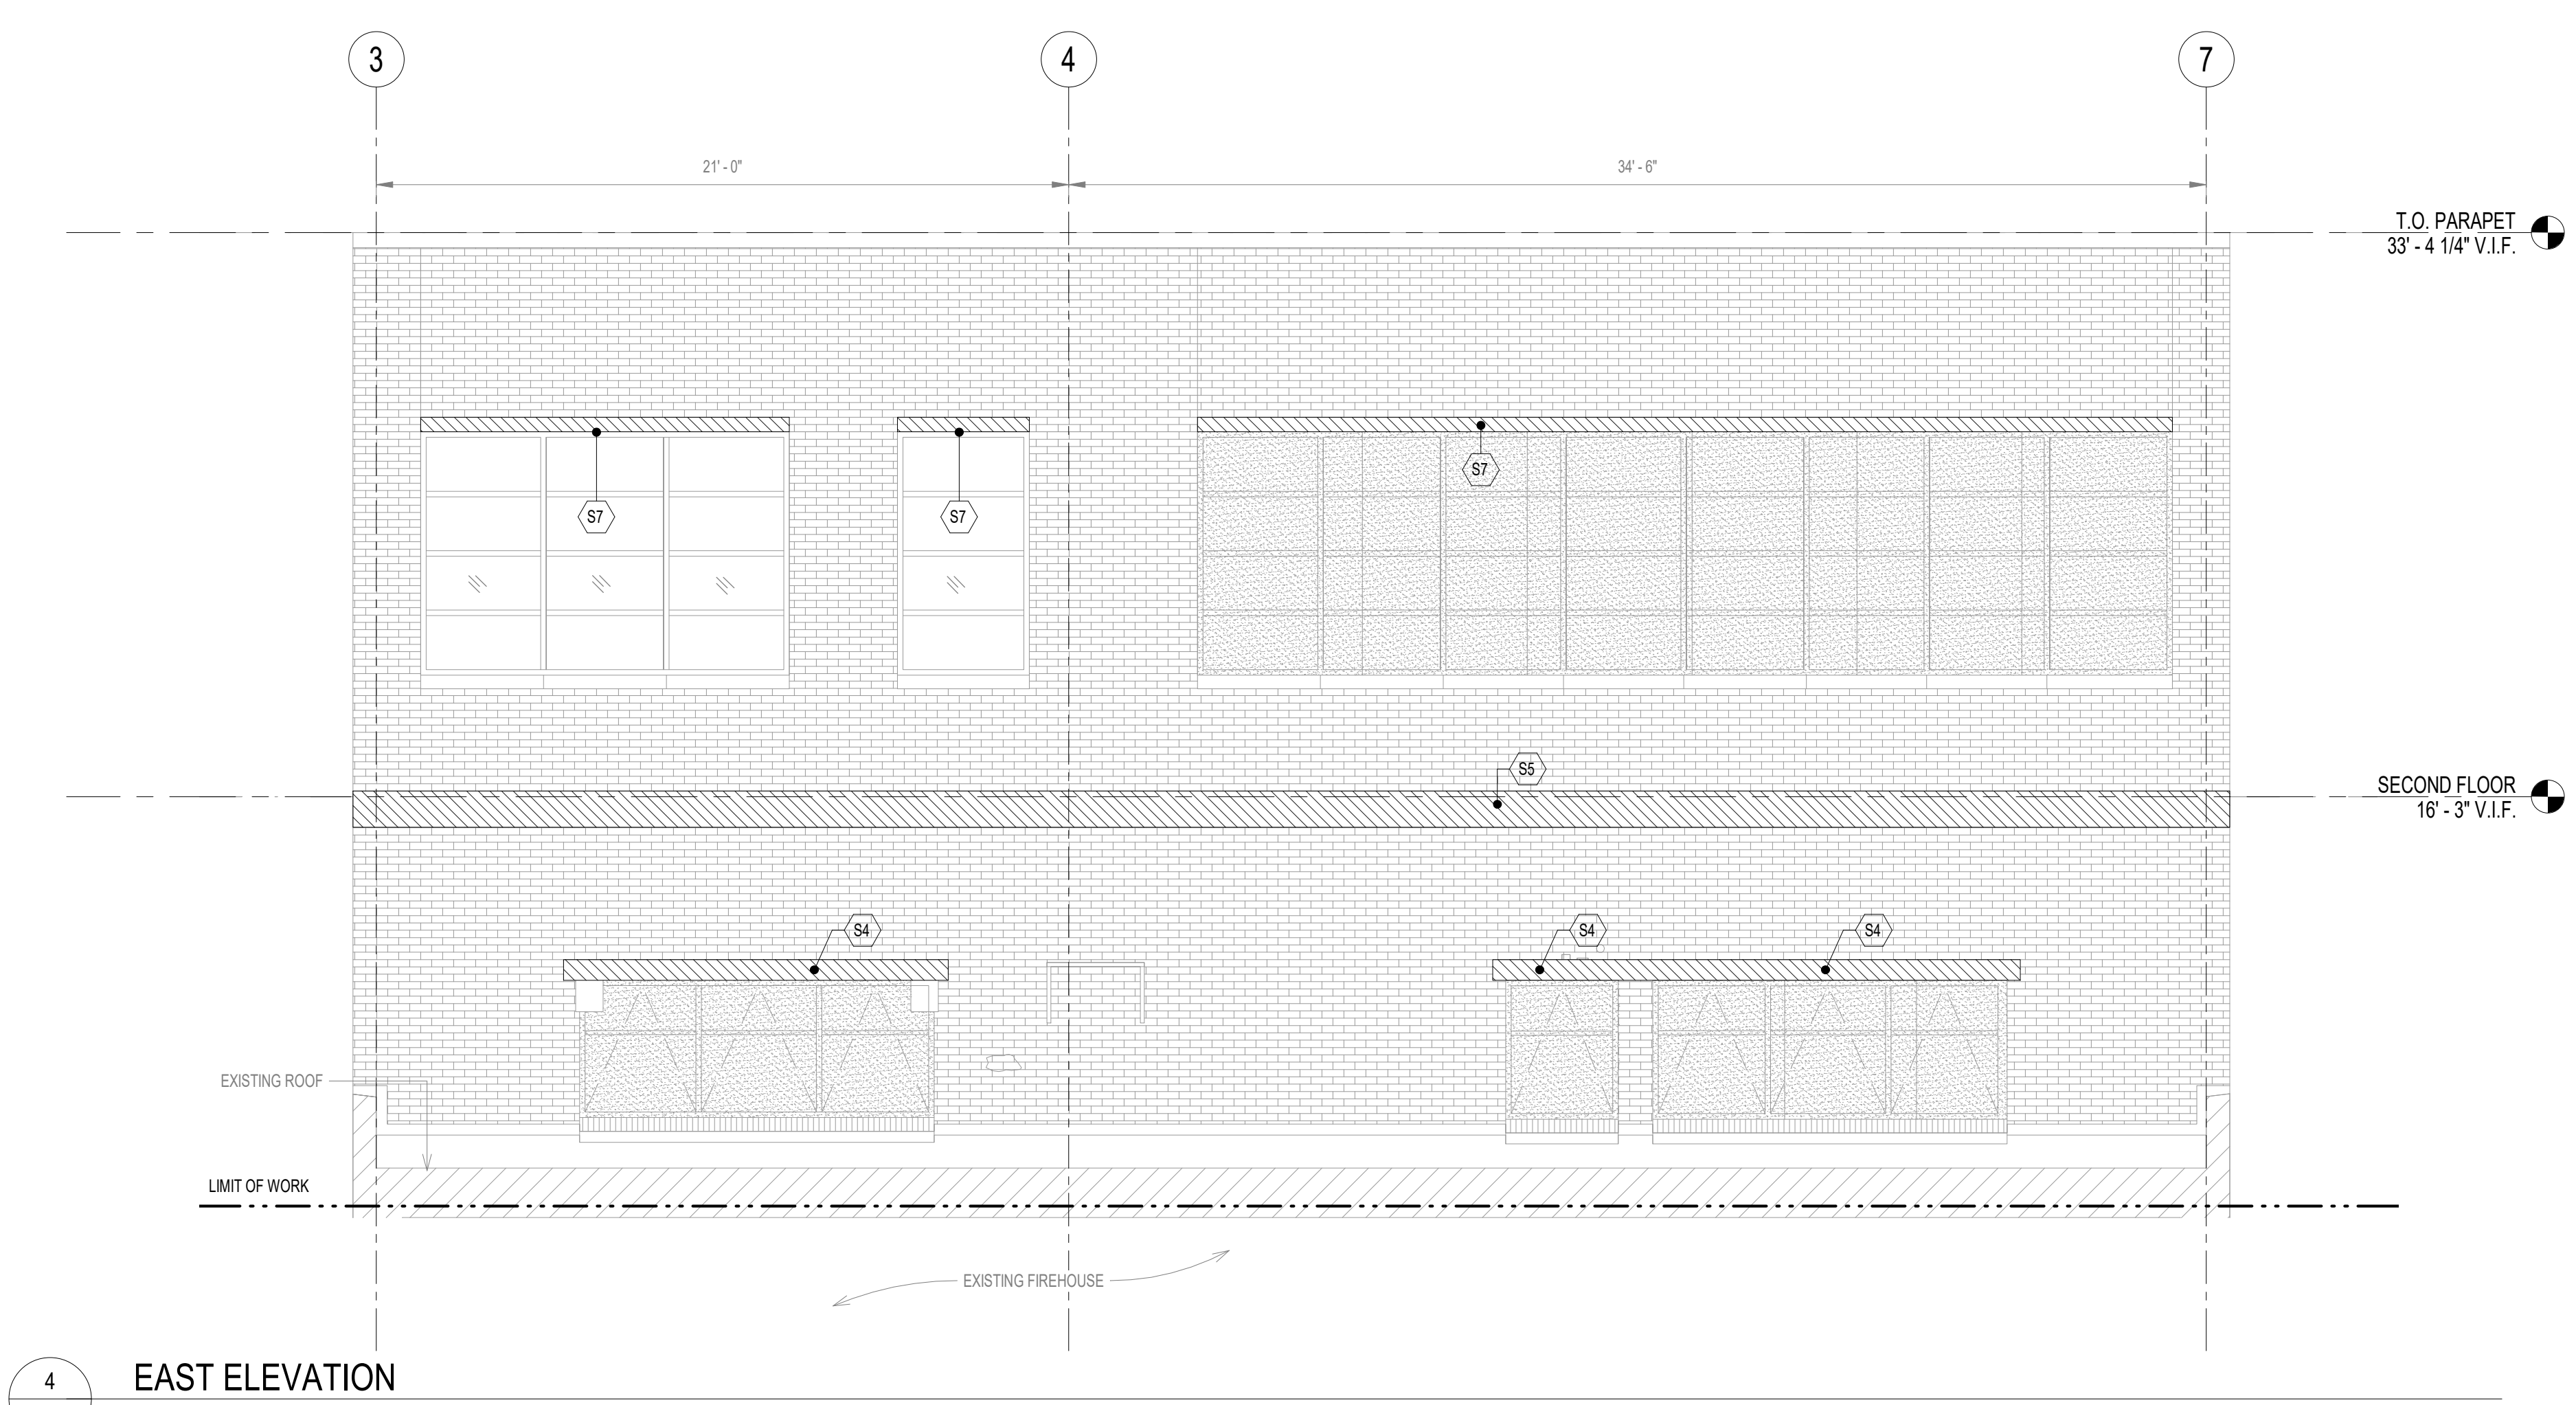 3
4
7
21' - 0"
34' - 6"
T.O. PARAPET
33' - 4 1/4" V.I.F.
S7
S7
S7
S5
SECOND FLOOR
16' - 3" V.I.F.
S4
S4
S4
EXISTING ROOF
LIMIT OF WORK
EXISTING FIREHOUSE
4
EAST ELEVATION